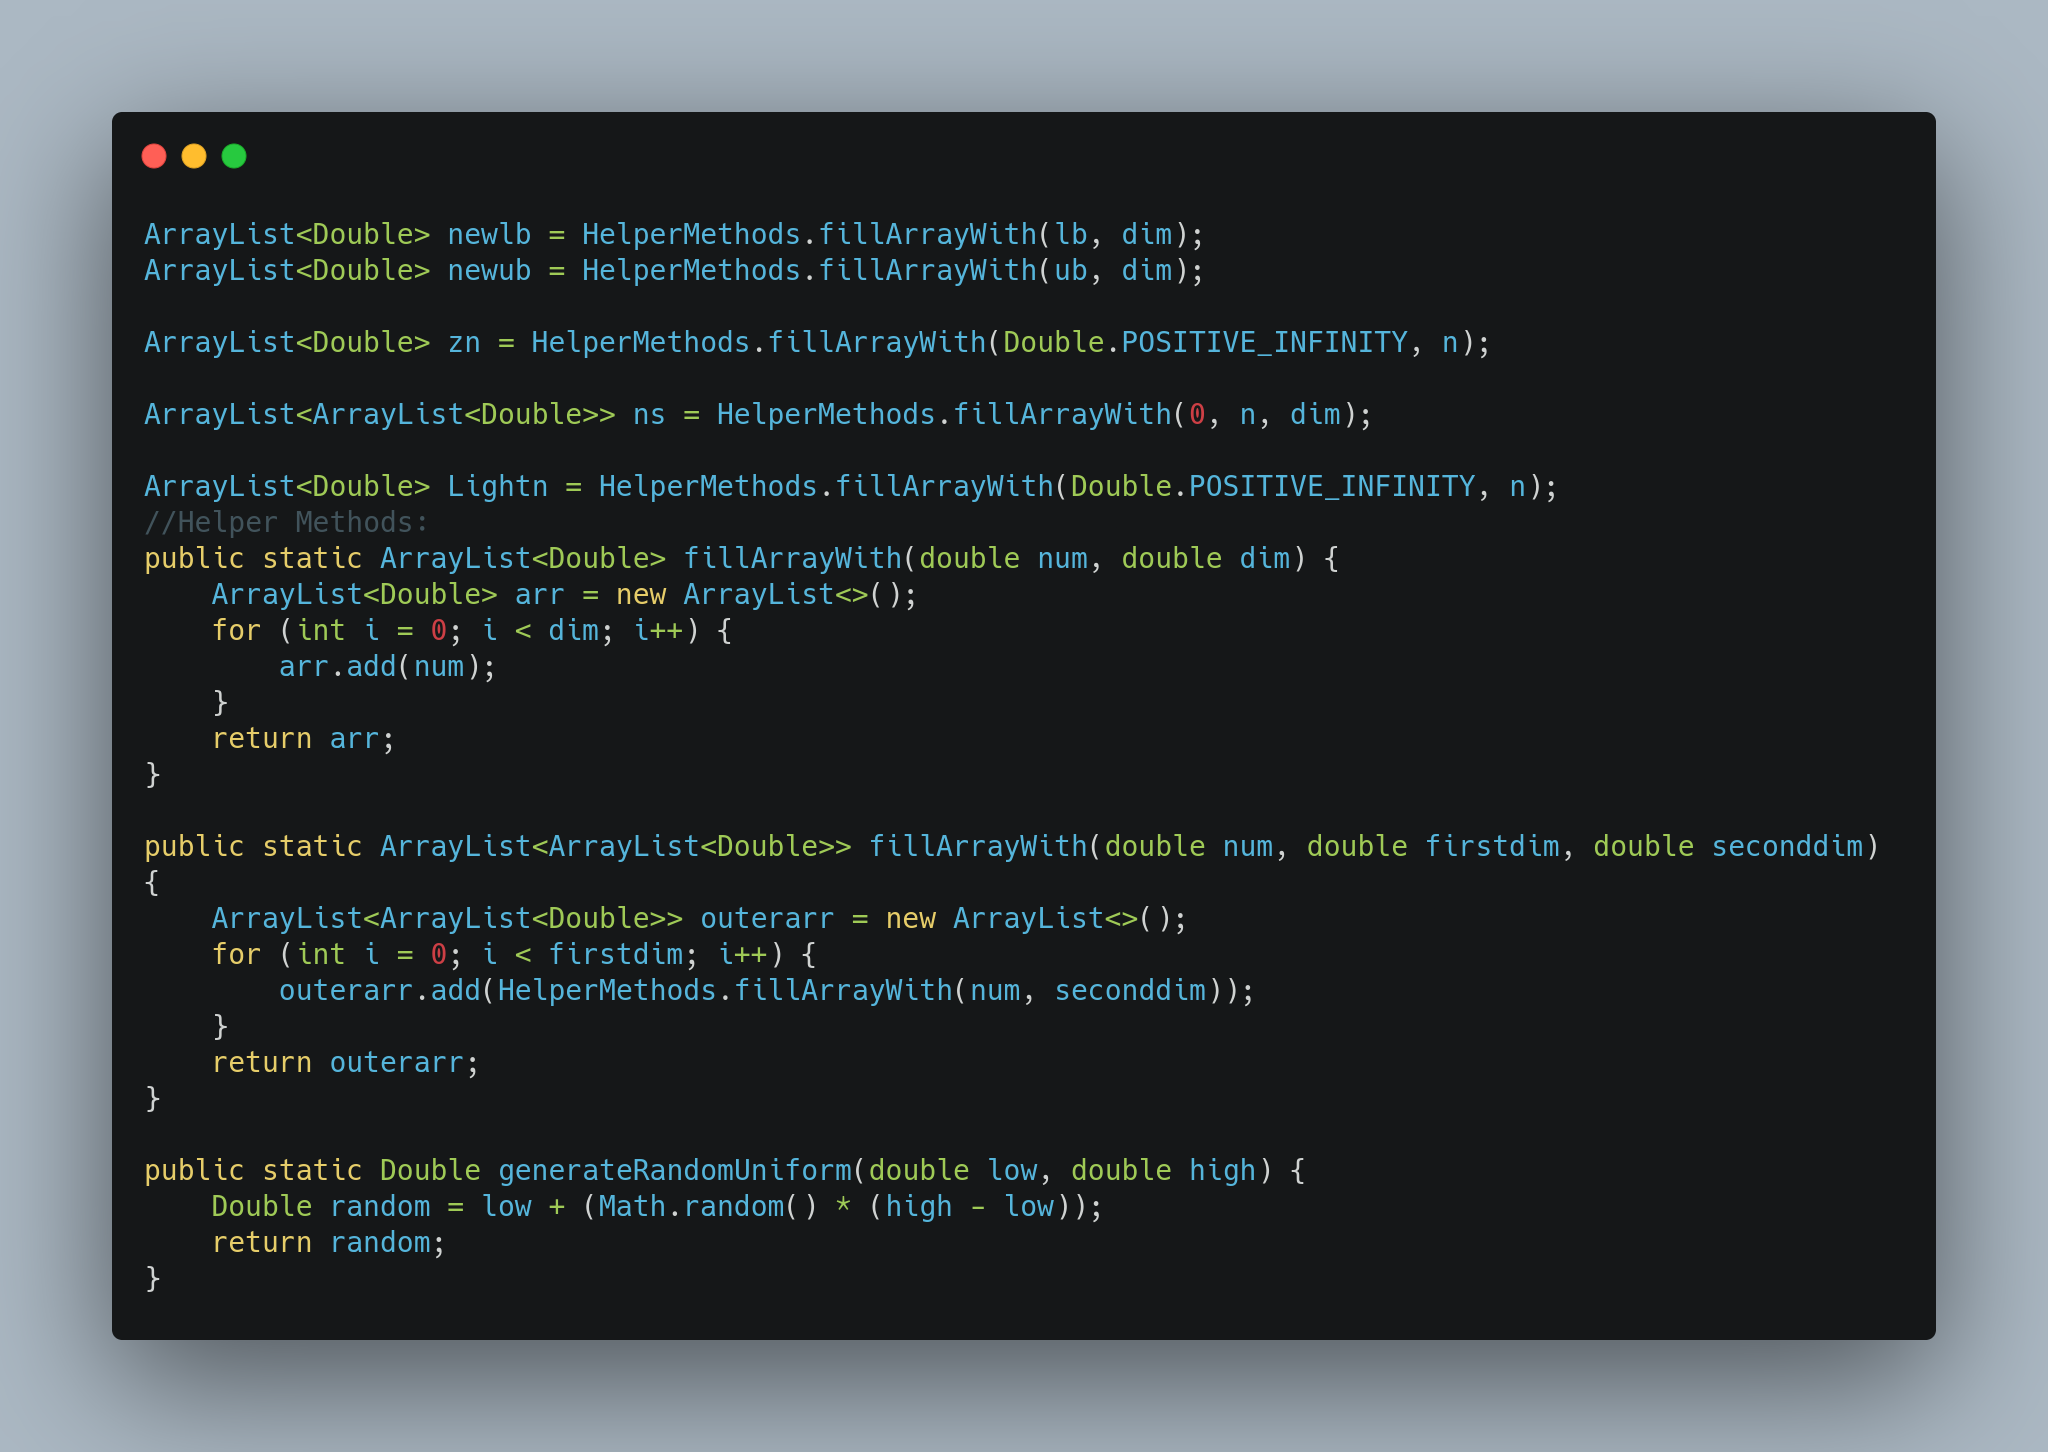 ArrayList<Double> newlb = HelperMethods.fillArrayWith(lb, dim);
ArrayList<Double> newub = HelperMethods.fillArrayWith(ub, dim);

ArrayList<Double> zn = HelperMethods.fillArrayWith(Double.POSITIVE_INFINITY, n);

ArrayList<ArrayList<Double>> ns = HelperMethods.fillArrayWith(0, n, dim);

ArrayList<Double> Lightn = HelperMethods.fillArrayWith(Double.POSITIVE_INFINITY, n);
//Helper Methods:
public static ArrayList<Double> fillArrayWith(double num, double dim) {
    ArrayList<Double> arr = new ArrayList<>();
    for (int i = 0; i < dim; i++) {
        arr.add(num);
    }
    return arr;
}

public static ArrayList<ArrayList<Double>> fillArrayWith(double num, double firstdim, double seconddim)
{
    ArrayList<ArrayList<Double>> outerarr = new ArrayList<>();
    for (int i = 0; i < firstdim; i++) {
        outerarr.add(HelperMethods.fillArrayWith(num, seconddim));
    }
    return outerarr;
}

public static Double generateRandomUniform(double low, double high) {
    Double random = low + (Math.random() * (high - low));
    return random;
}